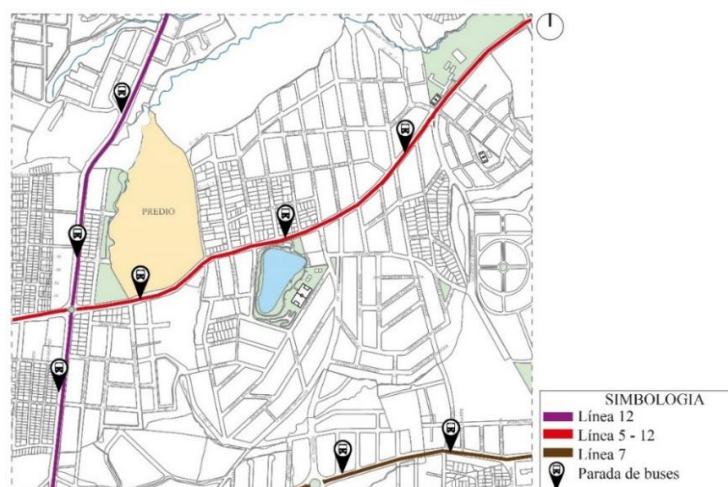 PREDIO
SIMBOLOGIA
Línea 12
Línea 5 - 12
Línea 7
Parada de buses